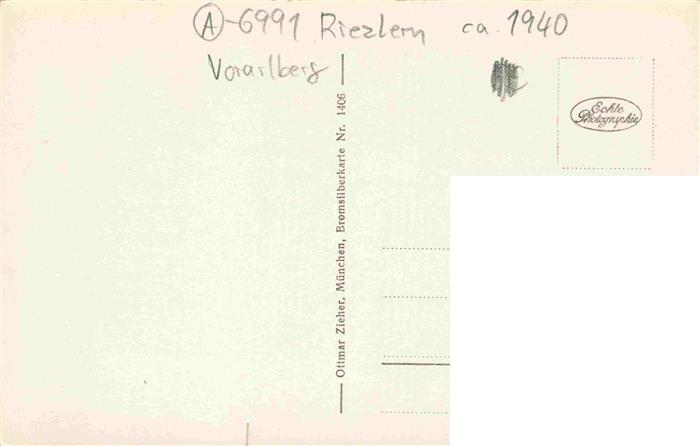 A-6991 Riezlern ca. 1940
Vorarlberg
Echte
Photographie
Ottmar Zieher, München, Bromsilberkarte Nr. 1406